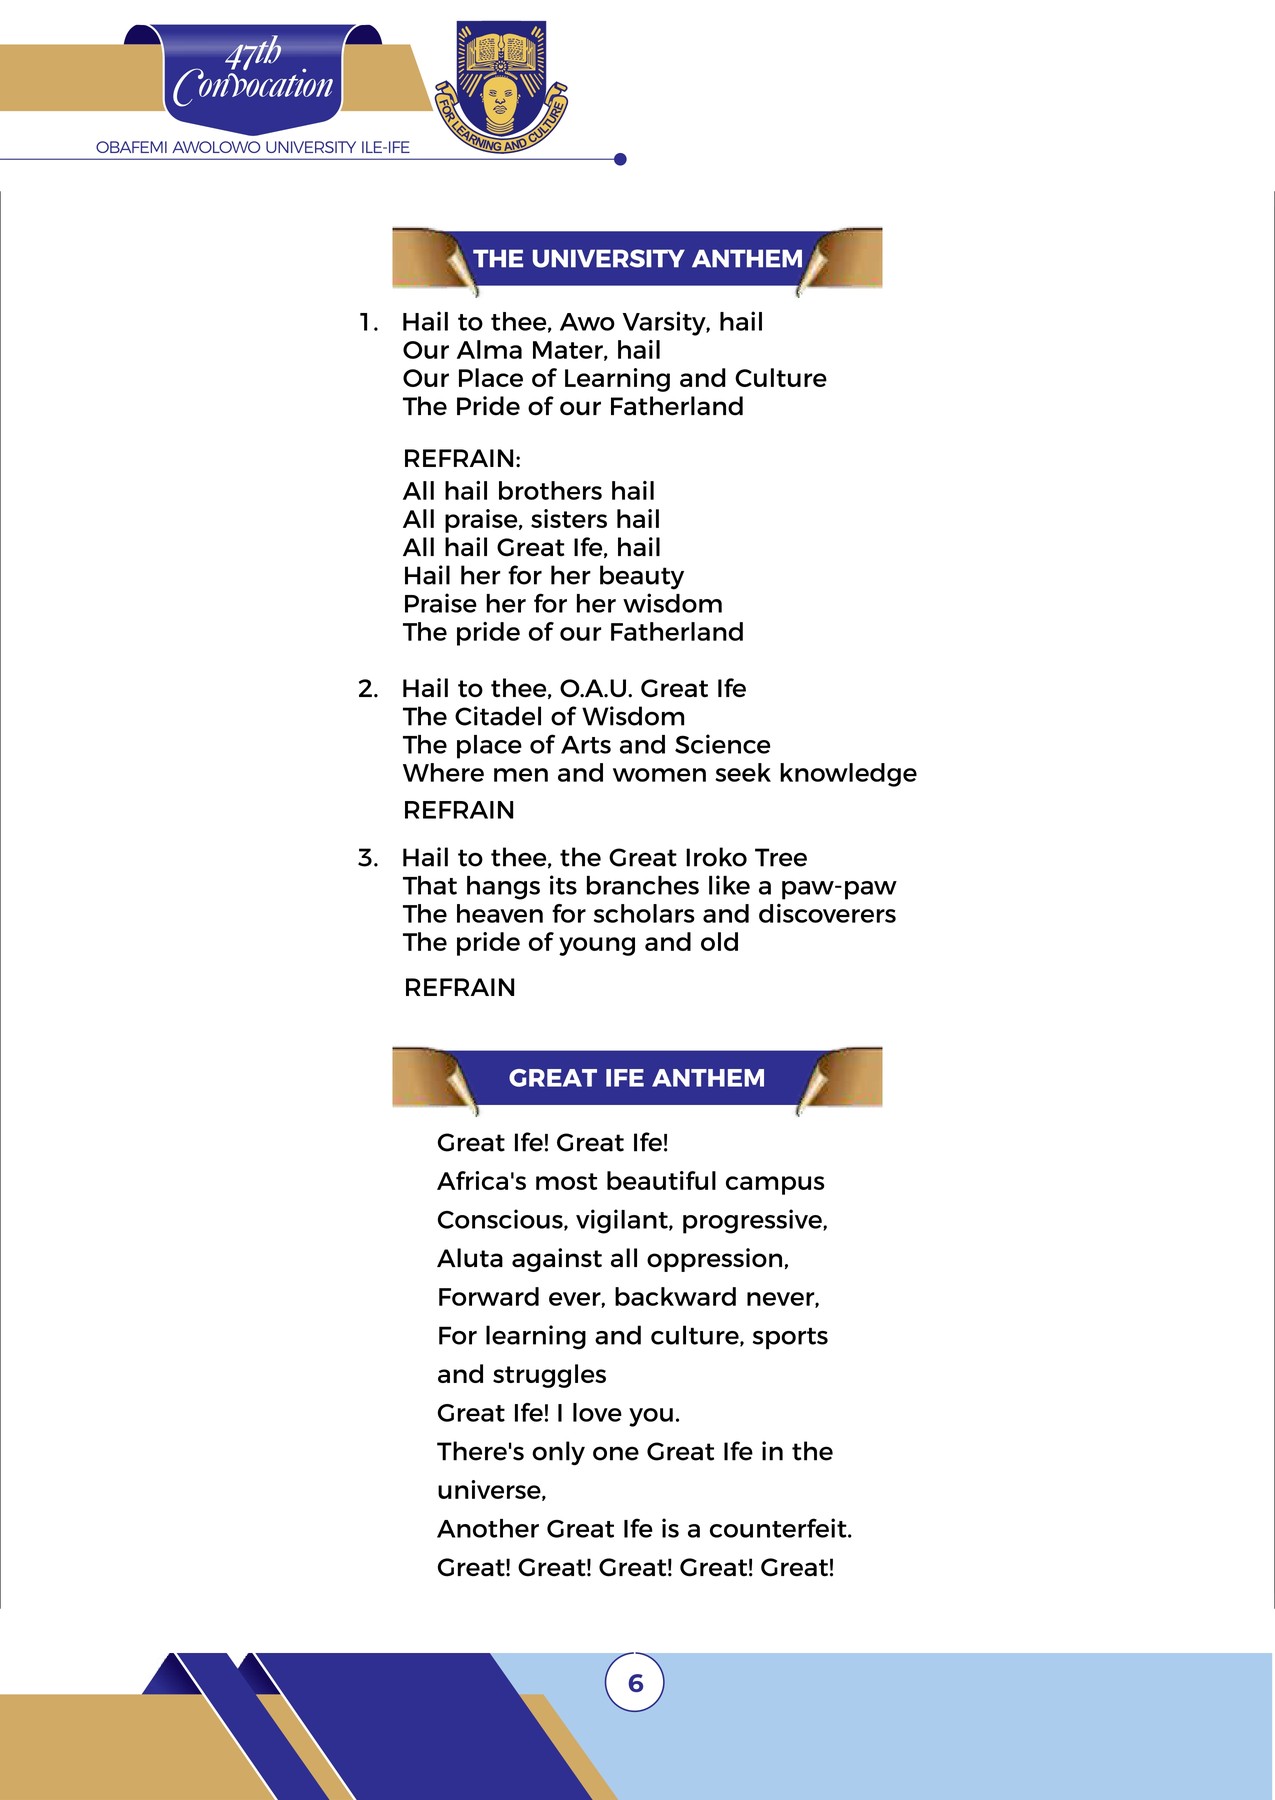 47th
Convocation
FOR LEARNING AND CULTURE
OBAFEMI AWOLOWO UNIVERSITY ILE-IFE
THE UNIVERSITY ANTHEM
1. Hail to thee, Awo Varsity, hail
Our Alma Mater, hail
Our Place of Learning and Culture
The Pride of our Fatherland
REFRAIN:
All hail brothers hail
All praise, sisters hail
All hail Great Ife, hail
Hail her for her beauty
Praise her for her wisdom
The pride of our Fatherland
2. Hail to thee, O.A.U. Great Ife
The Citadel of Wisdom
The place of Arts and Science
Where men and women seek knowledge
REFRAIN
3. Hail to thee, the Great Iroko Tree
That hangs its branches like a paw-paw
The heaven for scholars and discoverers
The pride of young and old
REFRAIN
GREAT IFE ANTHEM
Great Ife! Great Ife!
Africa's most beautiful campus
Conscious, vigilant, progressive,
Aluta against all oppression,
Forward ever, backward never,
For learning and culture, sports
and struggles
Great Ife! I love you.
There's only one Great Ife in the
universe,
Another Great Ife is a counterfeit.
Great! Great! Great! Great! Great!
6